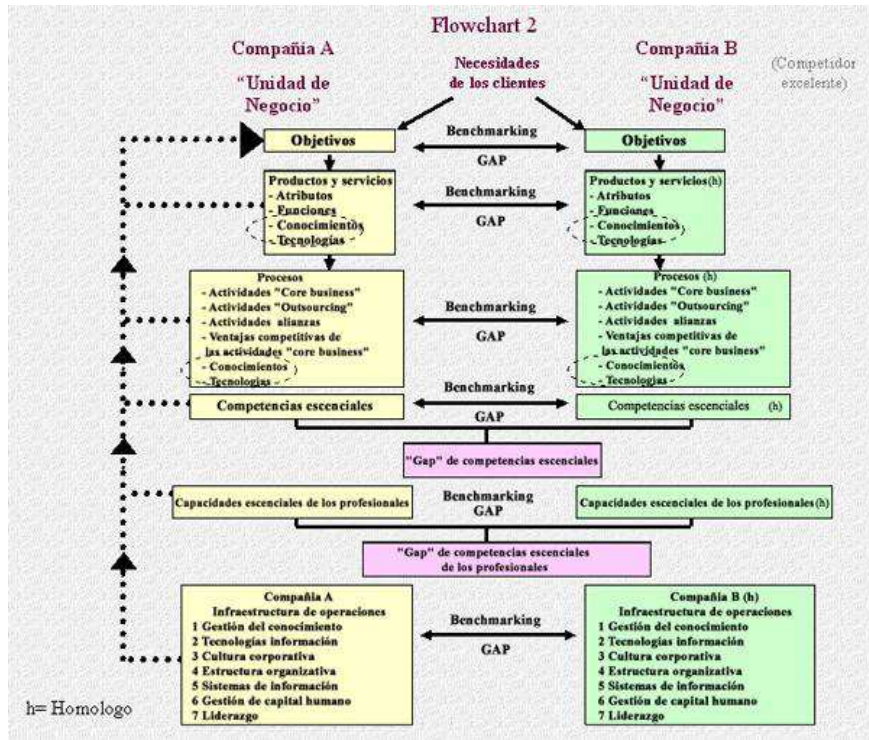 Flowchart 2
Compañia A
"Unidad de
Negocio"
Necesidades
de los clientes
Compañia B
"Unidad de
Negocio"
(Competidor
excelente)
Objetivos
Benchmarking
GAP
Objetivos
Productos y servicios
- Atributos
- Funciones
- Conocimientos
- Tecnologías
Benchmarking
GAP
Productos y servicios(h)
- Atributos
- Funciones
- Conocimientos
- Tecnologías
Procesos
- Actividades "Core business"
- Actividades "Outsourcing"
- Actividades alianzas
- Ventajas competitivas de
las actividades "core business"
- Conocimientos
- Tecnologias
Benchmarking
GAP
Procesos (h)
- Actividades "Core business"
- Actividades "Outsourcing"
- Actividades alianzas
- Ventajas competitivas de
las actividades "core business"
- Conocimientos
- Tecnologias
Competencias escenciales
Benchmarking
GAP
Competencias escenciales (h)
"Gap" de competencias escenciales
Capacidades escenciales de los profesionales
Benchmarking
GAP
Capacidades escenciales de los profesionales(h)
"Gap" de competencias escenciales
de los profesionales
Compañia A
Infraestructura de operaciones
1 Gestión del conocimiento
2 Tecnologías información
3 Cultura corporativa
4 Estructura organizativa
5 Sistemas de información
6 Gestión de capital humano
7 Liderazgo
Benchmarking
GAP
Compañia B (h)
Infraestructura de operaciones
1 Gestión del conocimiento
2 Tecnologías información
3 Cultura corporativa
4 Estructura organizativa
5 Sistemas de información
6 Gestión de capital humano
7 Liderazgo
h= Homologo